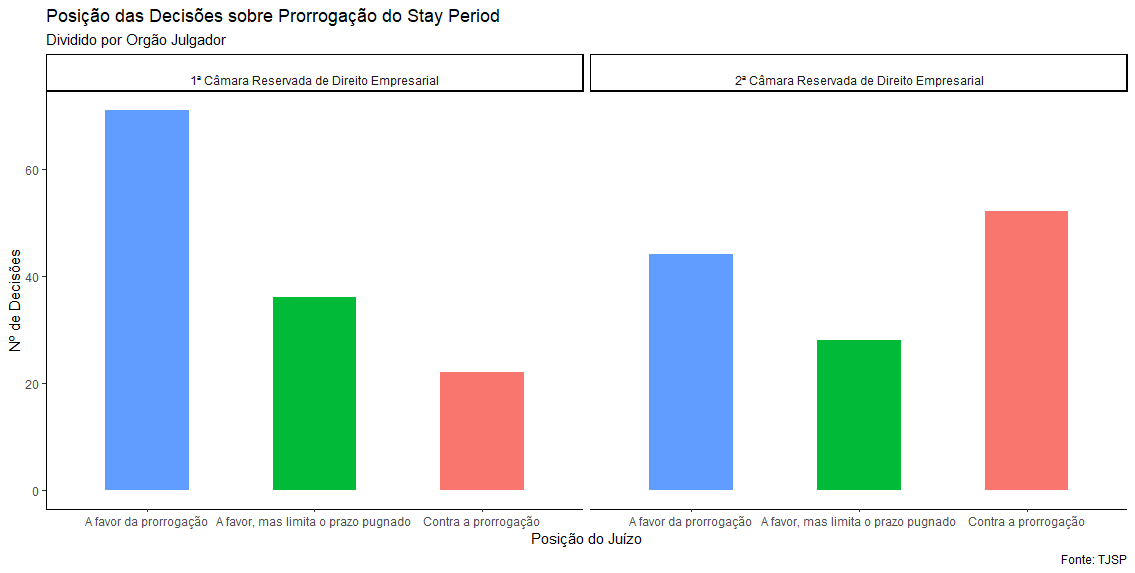 Posição das Decisões sobre Prorrogação do Stay Period
Dividido por Orgão Julgador
1ª Câmara Reservada de Direito Empresarial
2ª Câmara Reservada de Direito Empresarial
Nº de Decisões
60
40
20
0
A favor da prorrogação
A favor, mas limita o prazo pugnado
Contra a prorrogação
A favor da prorrogação
A favor, mas limita o prazo pugnado
Contra a prorrogação
Posição do Juízo
Fonte: TJSP